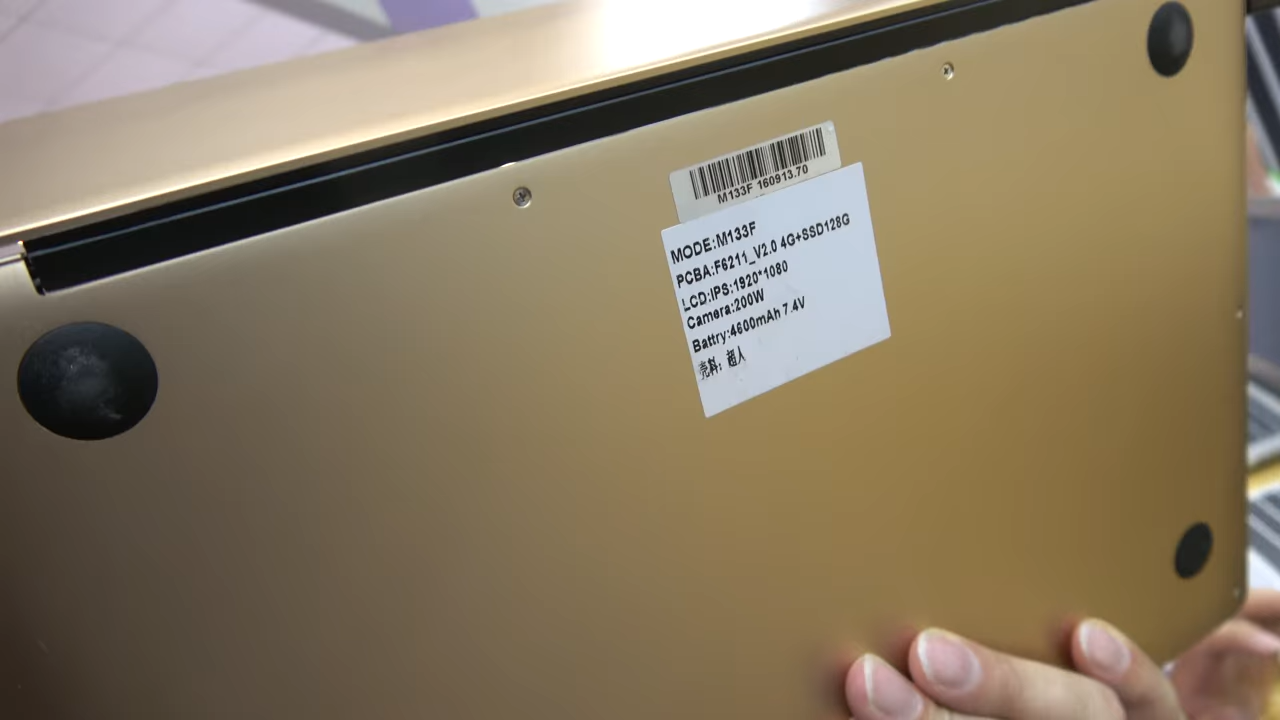 M133F 160913.70
MODE:M133F
PCBA:F6211_V2.0 4G+SSD128G
LCD:IPS:1920*1080
Camera:200W
Battry:4600mAh 7.4V
壳料：超人